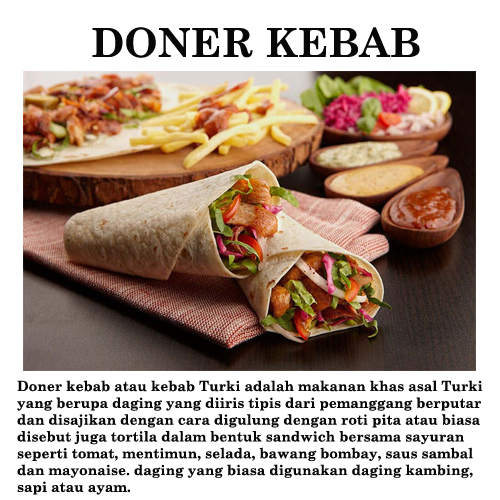 DONER KEBAB
Doner kebab atau kebab Turki adalah makanan khas asal Turki
yang berupa daging yang diiris tipis dari pemanggang berputar
dan disajikan dengan cara digulung dengan roti pita atau biasa
disebut juga tortila dalam bentuk sandwich bersama sayuran
seperti tomat, mentimun, selada, bawang bombay, saus sambal
dan mayonaise. daging yang biasa digunakan daging kambing,
sapi atau ayam.